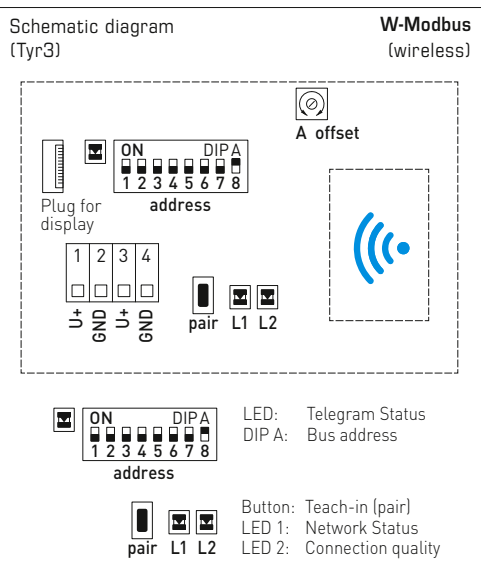 Schematic diagram
(Tyr3)
W-Modbus
(wireless)
A offset
ON DIP A
1 2 3 4 5 6 7 8
address
Plug for
display
1 2 3 4
U+ GND U+ GND
pair L1 L2
ON DIP A
1 2 3 4 5 6 7 8
address
LED: Telegram Status
DIP A: Bus address
pair L1 L2
Button: Teach-in (pair)
LED 1: Network Status
LED 2: Connection quality